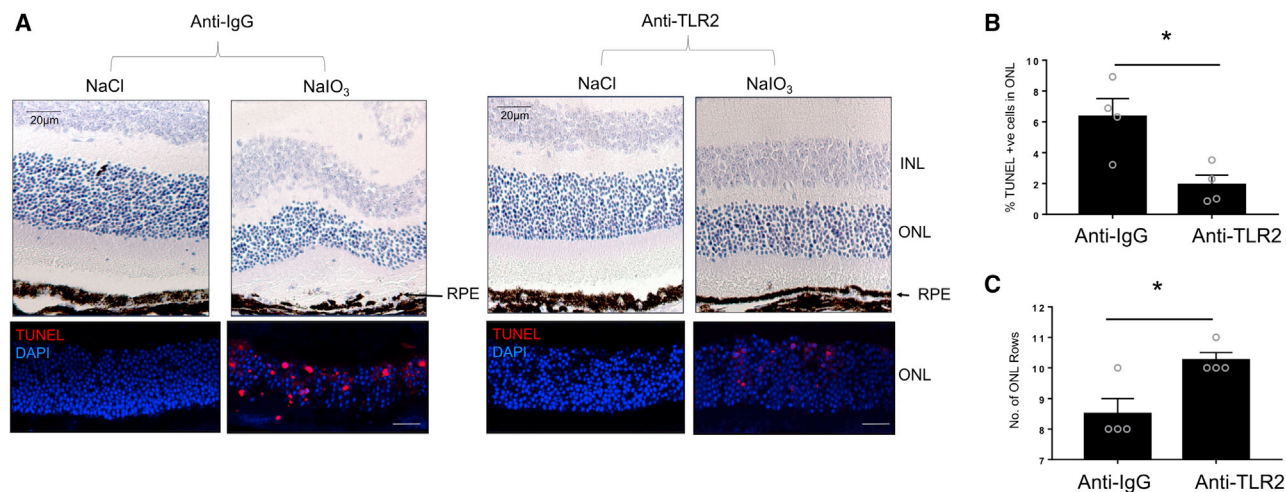 A
Anti-IgG
Anti-TLR2
NaCl
NaIO₃
NaCl
NaIO₃
20μm
20μm
INL
ONL
RPE
RPE
TUNEL
DAPI
TUNEL
DAPI
ONL
B
*
% TUNEL +ve cells in ONL
10
8
6
4
2
0
Anti-IgG
Anti-TLR2
C
*
No. of ONL Rows
12
11
10
9
8
7
Anti-IgG
Anti-TLR2